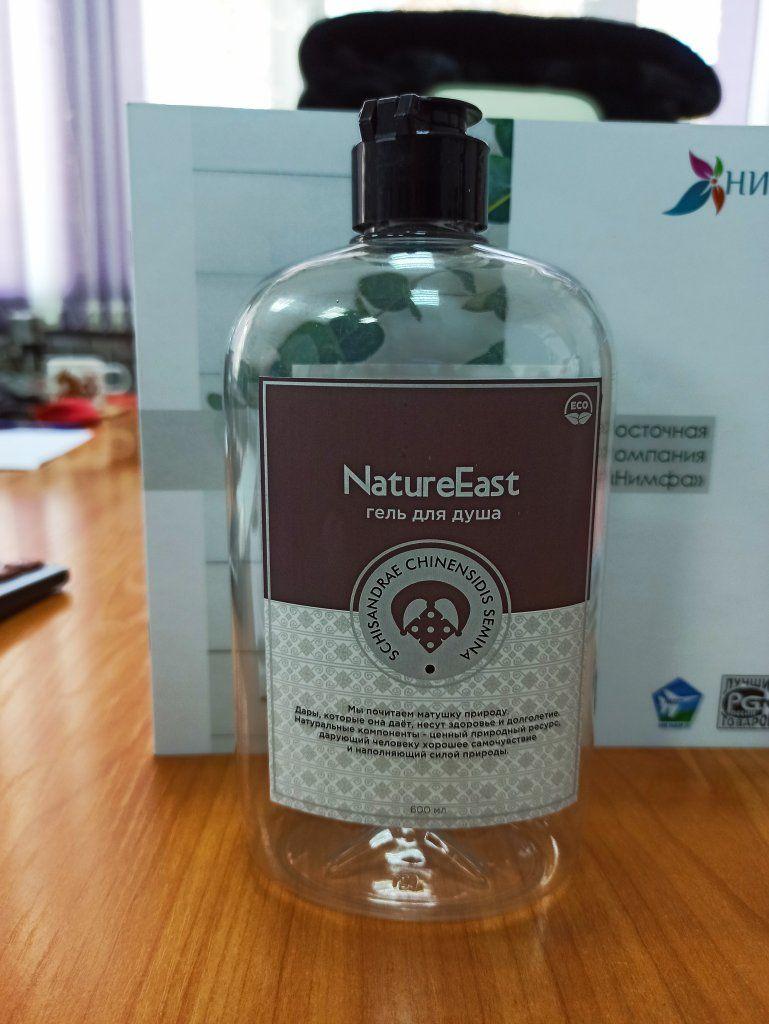 НИ
осточная
омпания
«Нимфа»
ECO
NatureEast
гель для душа
SCHISANDRAE CHINENSIDIS SEMINA
Мы почитаем матушку природу.
Дары, которые она даёт, несут здоровье и долголетие.
Натуральные компоненты - ценный природный ресурс,
дарующий человеку хорошее самочувствие
и наполняющий силой природы.
600 мл
ЛУЧШИ
ТОВАРОВ